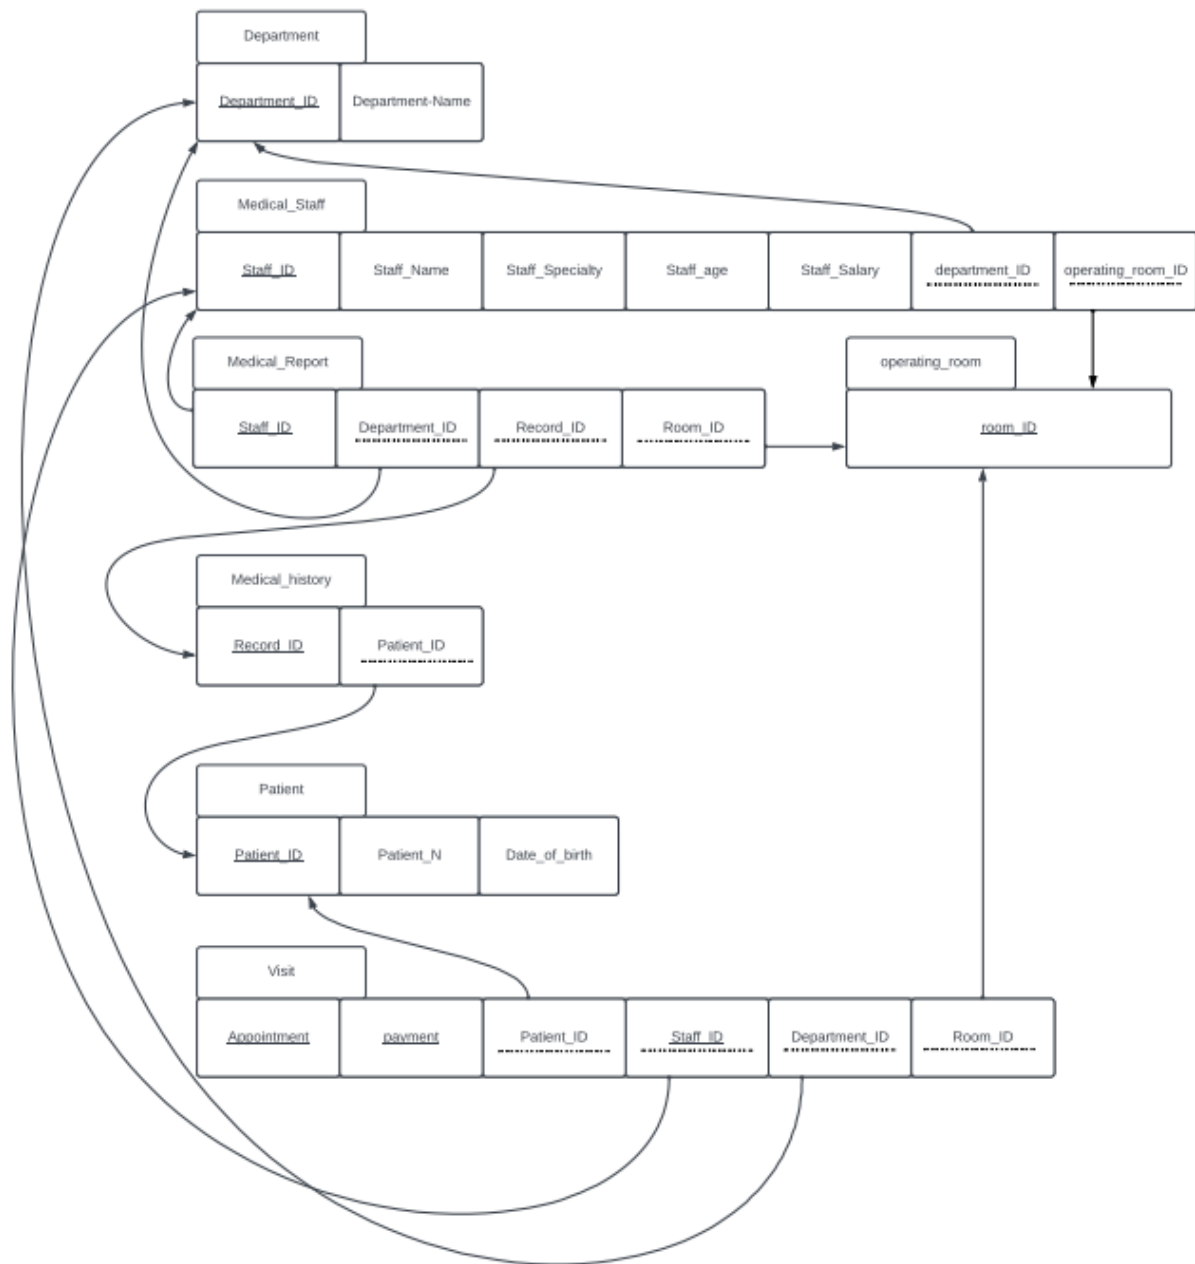 Department
Department_ID Department-Name
Medical_Staff
Staff_ID Staff_Name Staff_Specialty Staff_age Staff_Salary department_ID operating_room_ID
Medical_Report operating_room
Staff_ID Department_ID Record_ID Room_ID room_ID
Medical_history
Record_ID Patient_ID
Patient
Patient_ID Patient_N Date_of_birth
Visit
Appointment payment Patient_ID Staff_ID Department_ID Room_ID